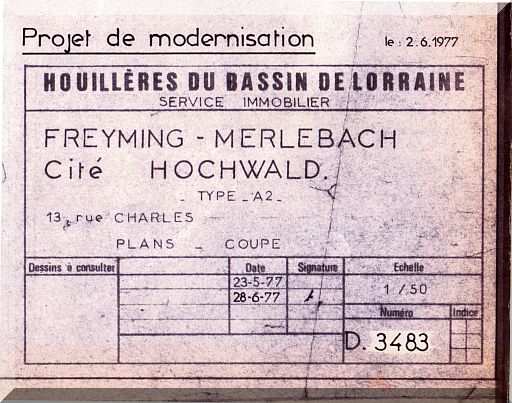 Projet de modernisation le : 2.6.1977
HOUILLÈRES DU BASSIN DE LORRAINE
SERVICE IMMOBILIER
FREYMING - MERLEBACH
Cité HOCHWALD.
_ TYPE _ A2 _
13, rue CHARLES
PLANS _ COUPE
Dessins à consulter Date Signature Echelle
23-5-77 1 / 50
28-6-77
Numéro Indice
D. 3483